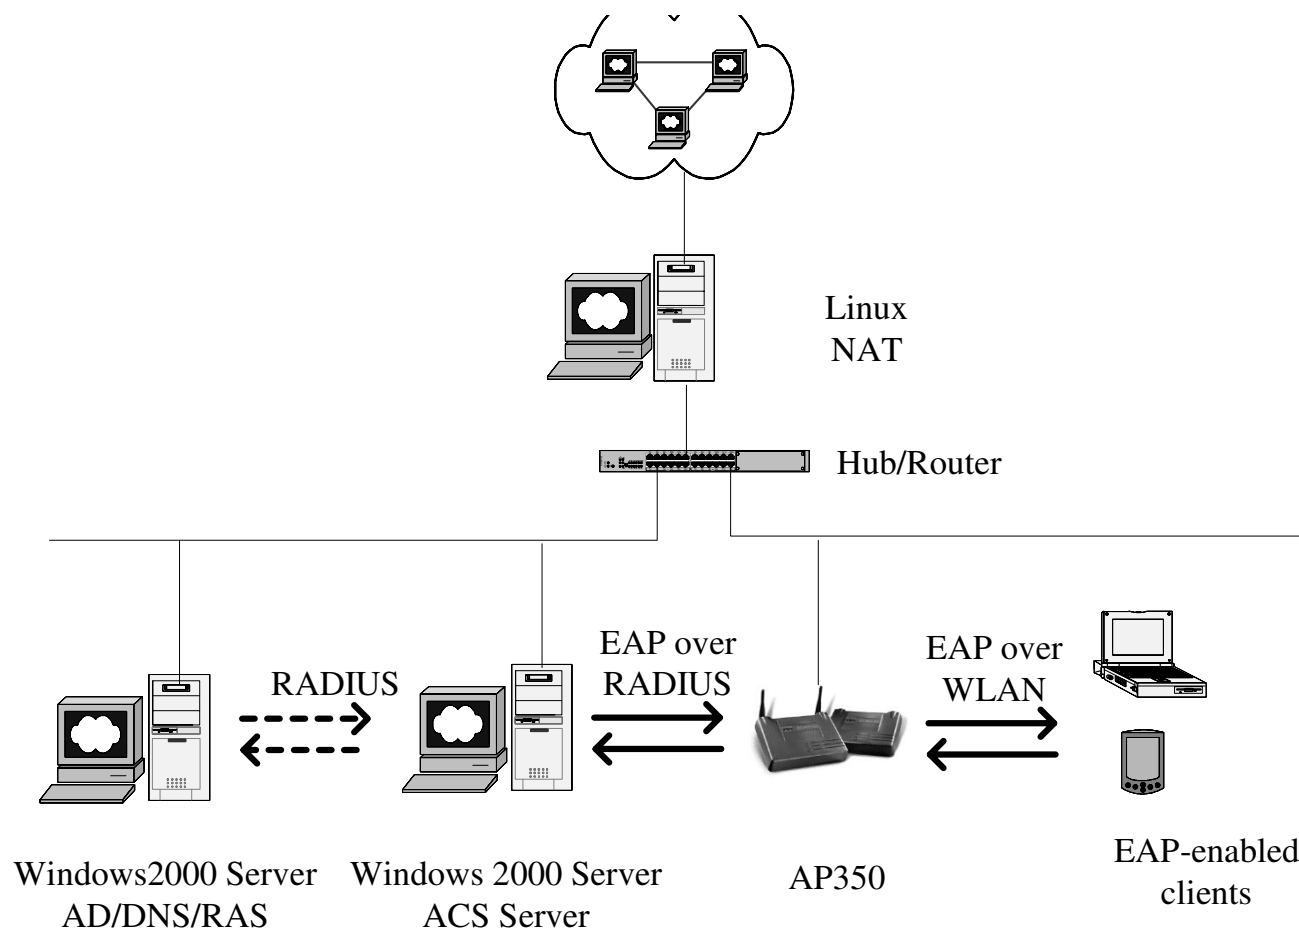 Linux
NAT
Hub/Router
RADIUS
EAP over
RADIUS
EAP over
WLAN
Windows2000 Server
AD/DNS/RAS
Windows 2000 Server
ACS Server
AP350
EAP-enabled
clients